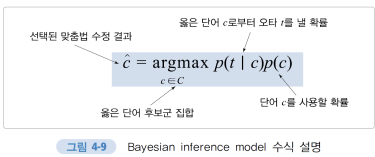 옳은 단어 c로부터 오타 t를 낼 확률
선택된 맞춤법 수정 결과
ĉ = argmax p(t | c)p(c)
c∈C
단어 c를 사용할 확률
옳은 단어 후보군 집합
그림 4-9 Bayesian inference model 수식 설명